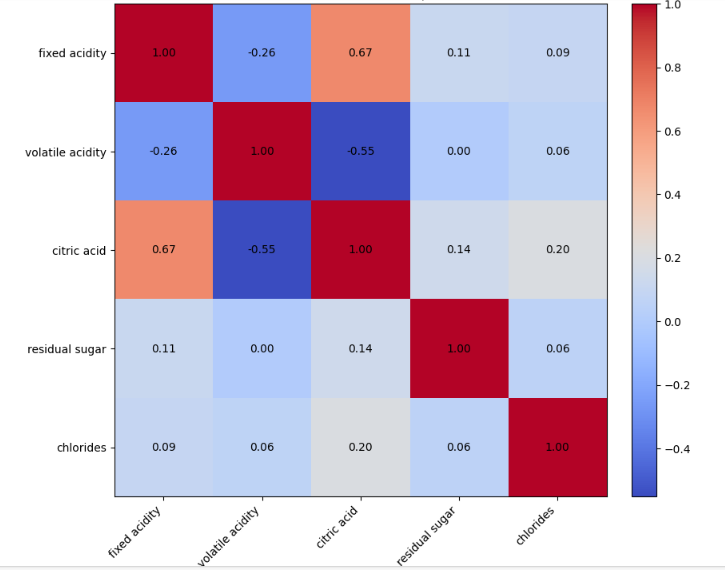 fixed acidity 1.00 -0.26 0.67 0.11 0.09
volatile acidity -0.26 1.00 -0.55 0.00 0.06
citric acid 0.67 -0.55 1.00 0.14 0.20
residual sugar 0.11 0.00 0.14 1.00 0.06
chlorides 0.09 0.06 0.20 0.06 1.00
fixed acidity volatile acidity citric acid residual sugar chlorides
1.0
0.8
0.6
0.4
0.2
0.0
−0.2
−0.4